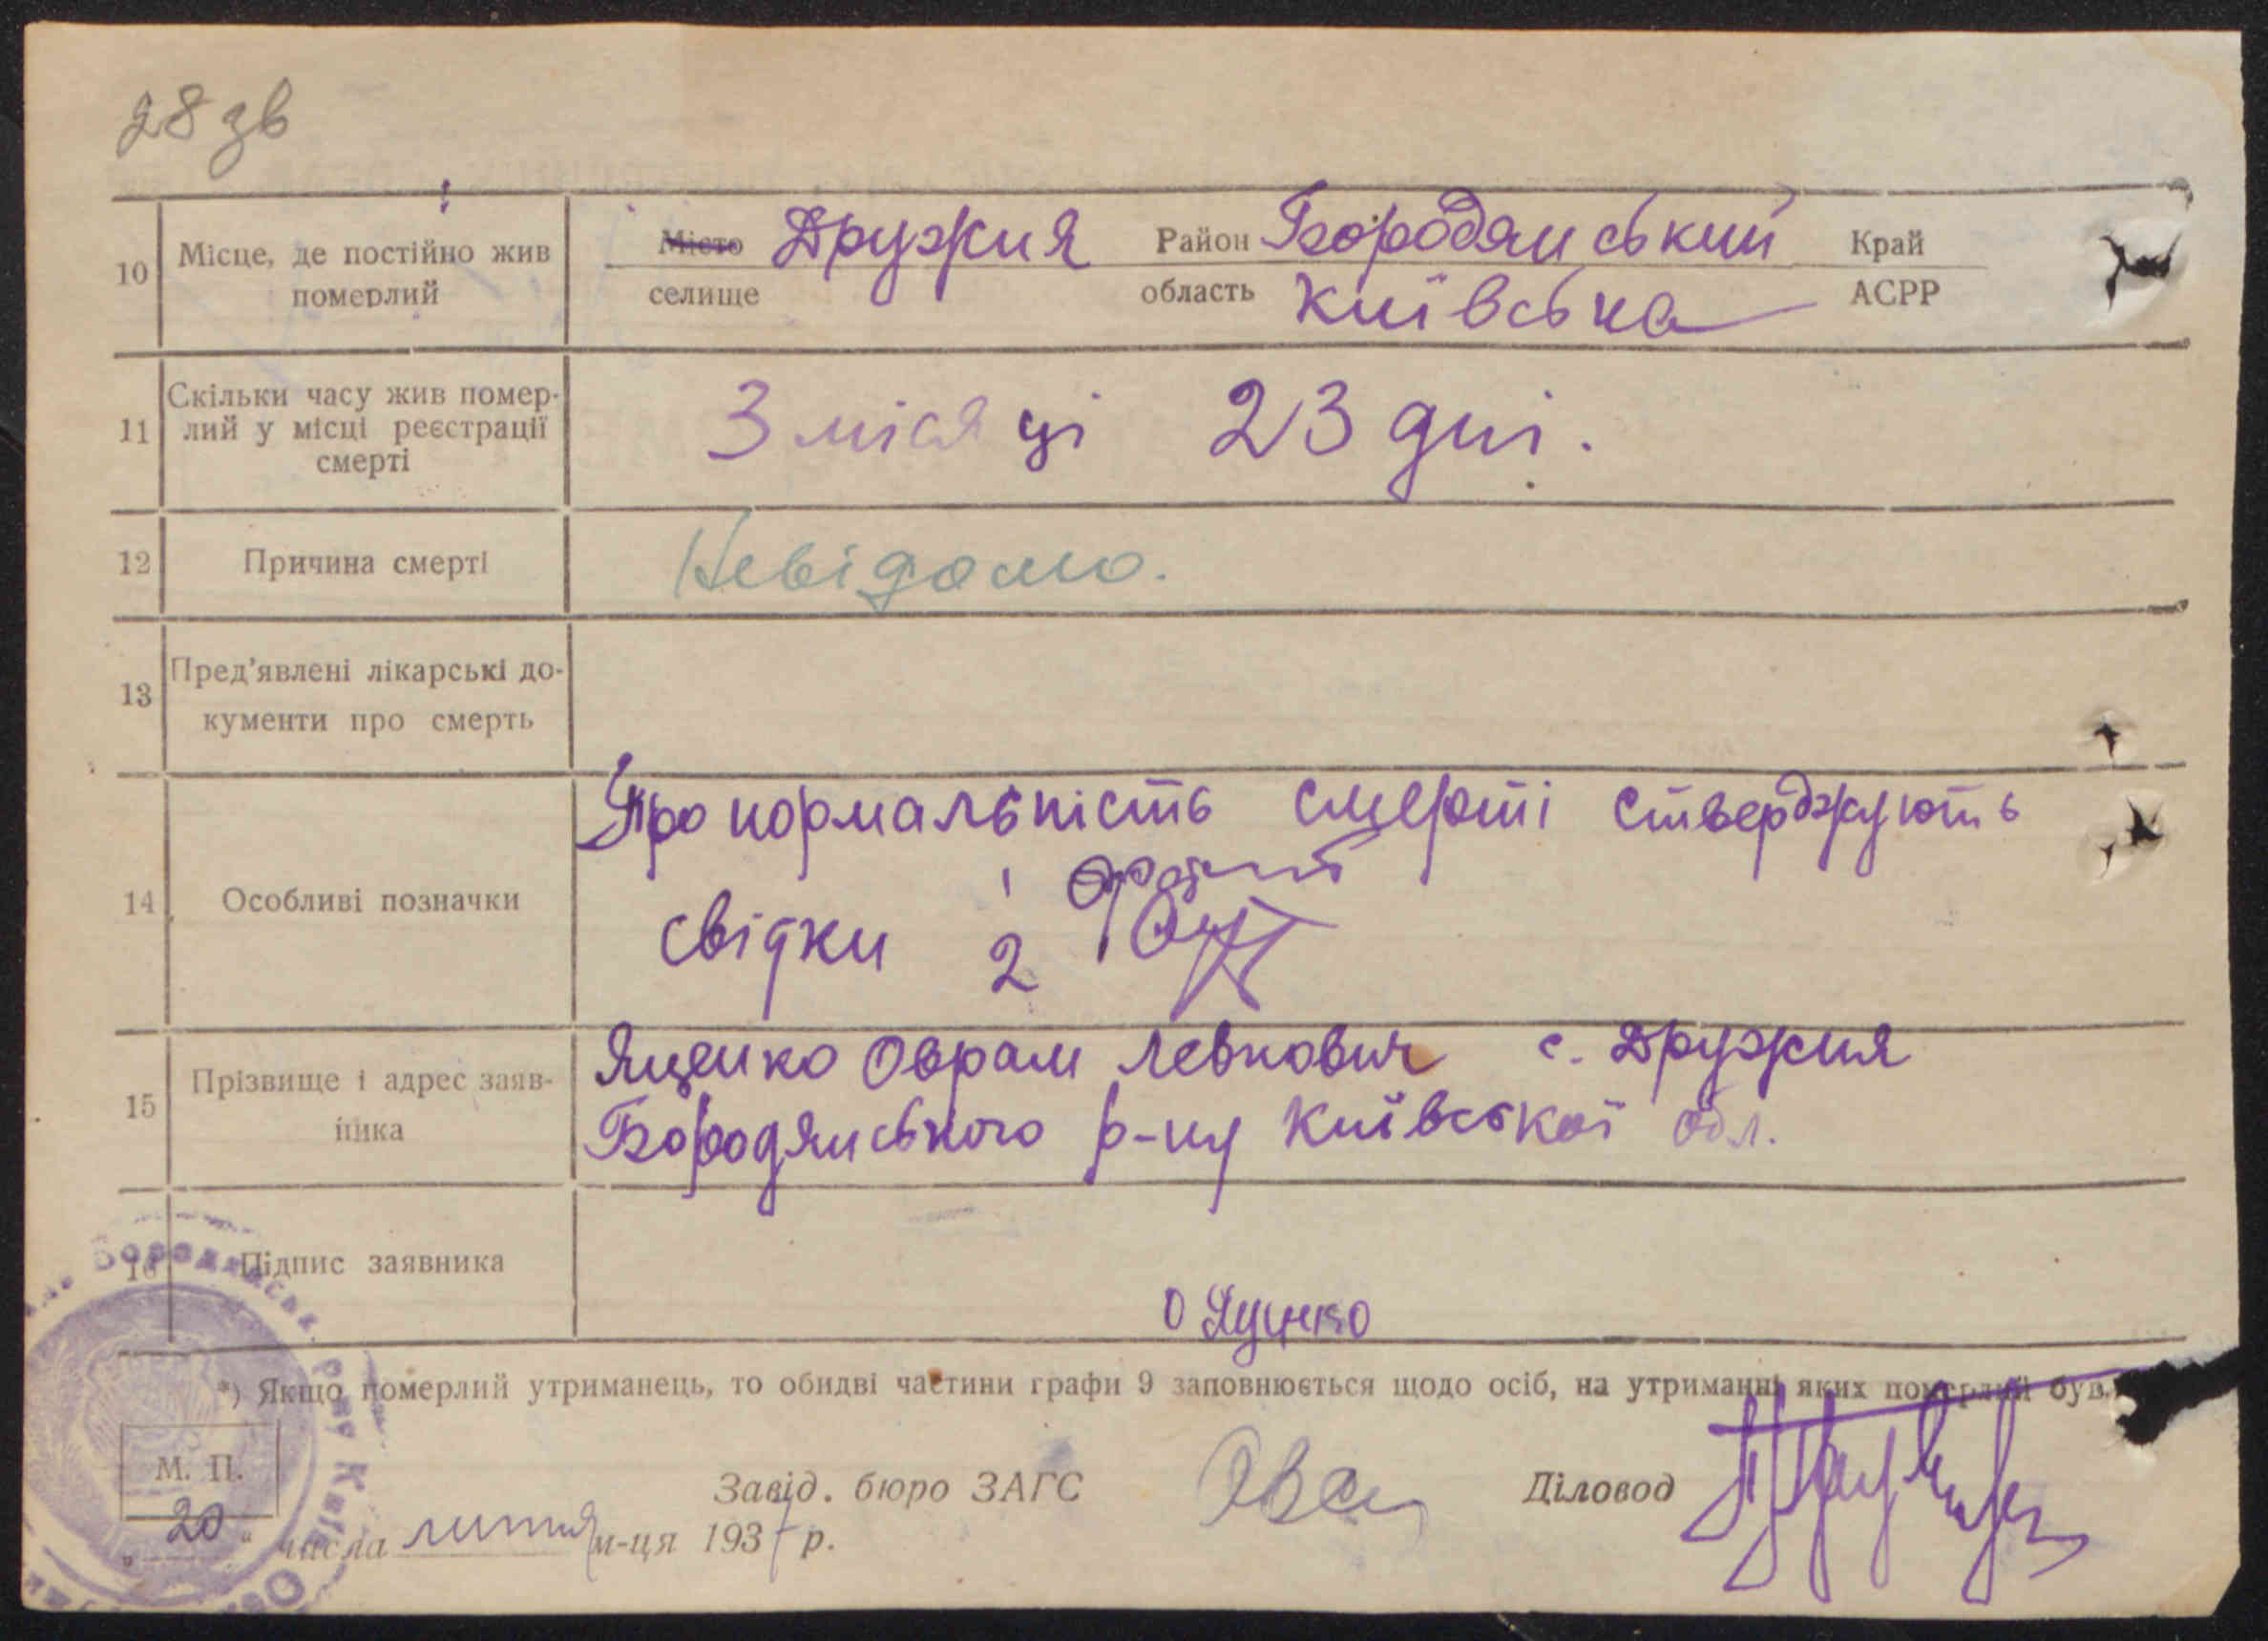 28 зв
10 Місце, де постійно жив померлий
Місто Дружня Район Бородянський Край
селище область Київська АСРР
11 Скільки часу жив помер-
лий у місці реєстрації
смерті
3 місяці 23 дні.
12 Причина смерті Невідомо.
13 Пред'явлені лікарські до-
кументи про смерть
Про нормальність смерті стверджують
14 Особливі позначки
1
свідки 2
15 Прізвище і адрес заяв-
ника
Яценко Оврам Левкович с. Дружня
Бородянського р-ну Київської обл.
16 Підпис заявника
О Яценко
*) Якщо померлий утриманець, то обидві частини графи 9 заповнюється щодо осіб, на утриманні яких померлий був.
М. П.
Завід. бюро ЗАГС Діловод
„20" числа липня м-ця 1937 р.